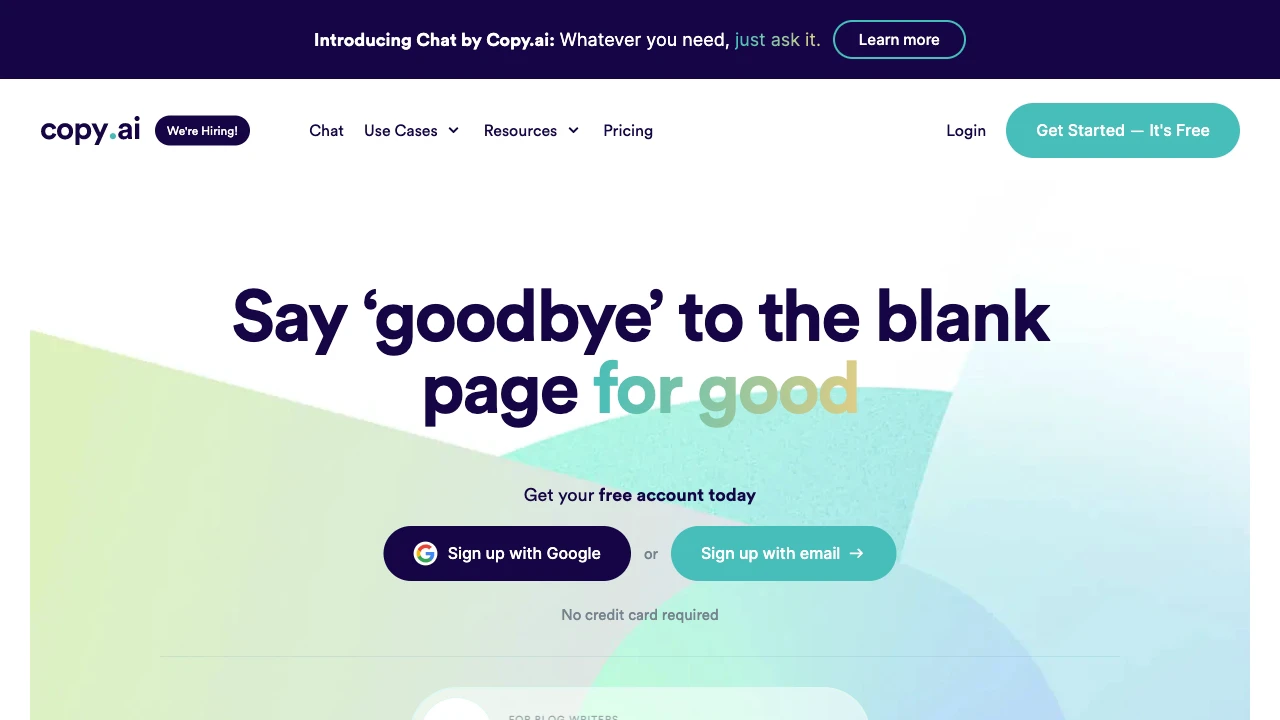 Introducing Chat by Copy.ai: Whatever you need, just ask it.
Learn more
copy.ai
We're Hiring!
Chat
Use Cases
Resources
Pricing
Login
Get Started — It's Free
Say ‘goodbye’ to the blank
page for good
Get your free account today
Sign up with Google
or
Sign up with email →
No credit card required
FOR BLOG WRITERS